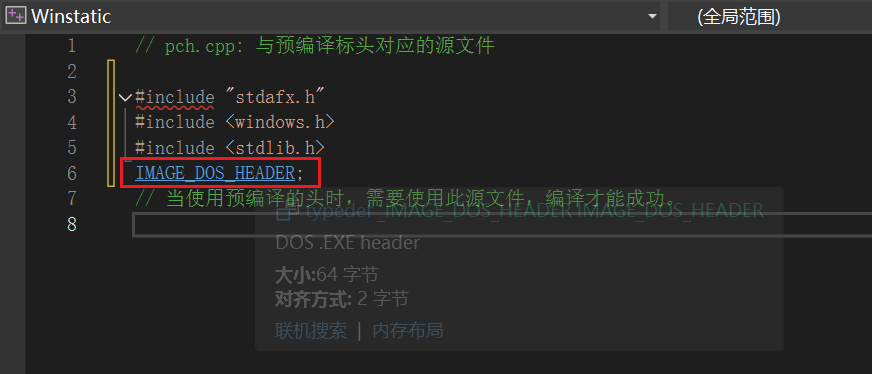 Winstatic (全局范围)
1 // pch.cpp: 与预编译标头对应的源文件
2
3 #include "stdafx.h"
4 #include <windows.h>
5 #include <stdlib.h>
6 IMAGE_DOS_HEADER;
7 // 当使用预编译的头时，需要使用此源文件，编译才能成功。
8
typedef _IMAGE_DOS_HEADER IMAGE_DOS_HEADER
DOS .EXE header
大小:64 字节
对齐方式: 2 字节
联机搜索 | 内存布局